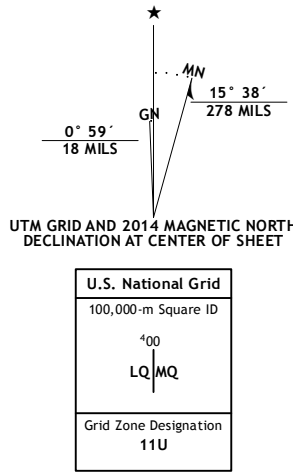 ★
MN
GN
15° 38´
278 MILS
0° 59´
18 MILS
UTM GRID AND 2014 MAGNETIC NORTH
DECLINATION AT CENTER OF SHEET
U.S. National Grid
100,000-m Square ID
⁴00
LQ MQ
Grid Zone Designation
11U